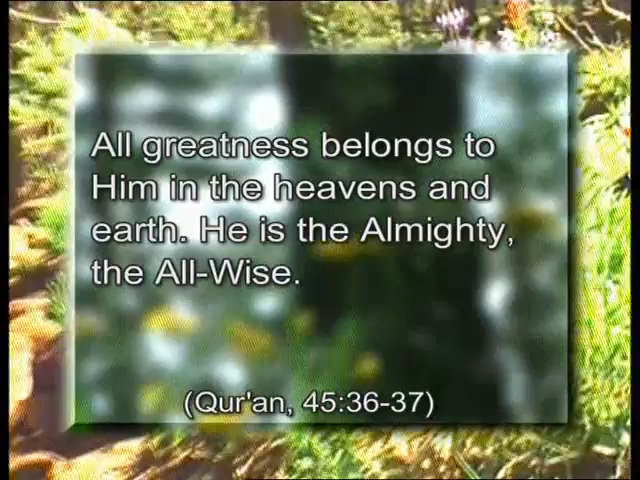 All greatness belongs to
Him in the heavens and
earth. He is the Almighty,
the All-Wise.
(Qur'an, 45:36-37)